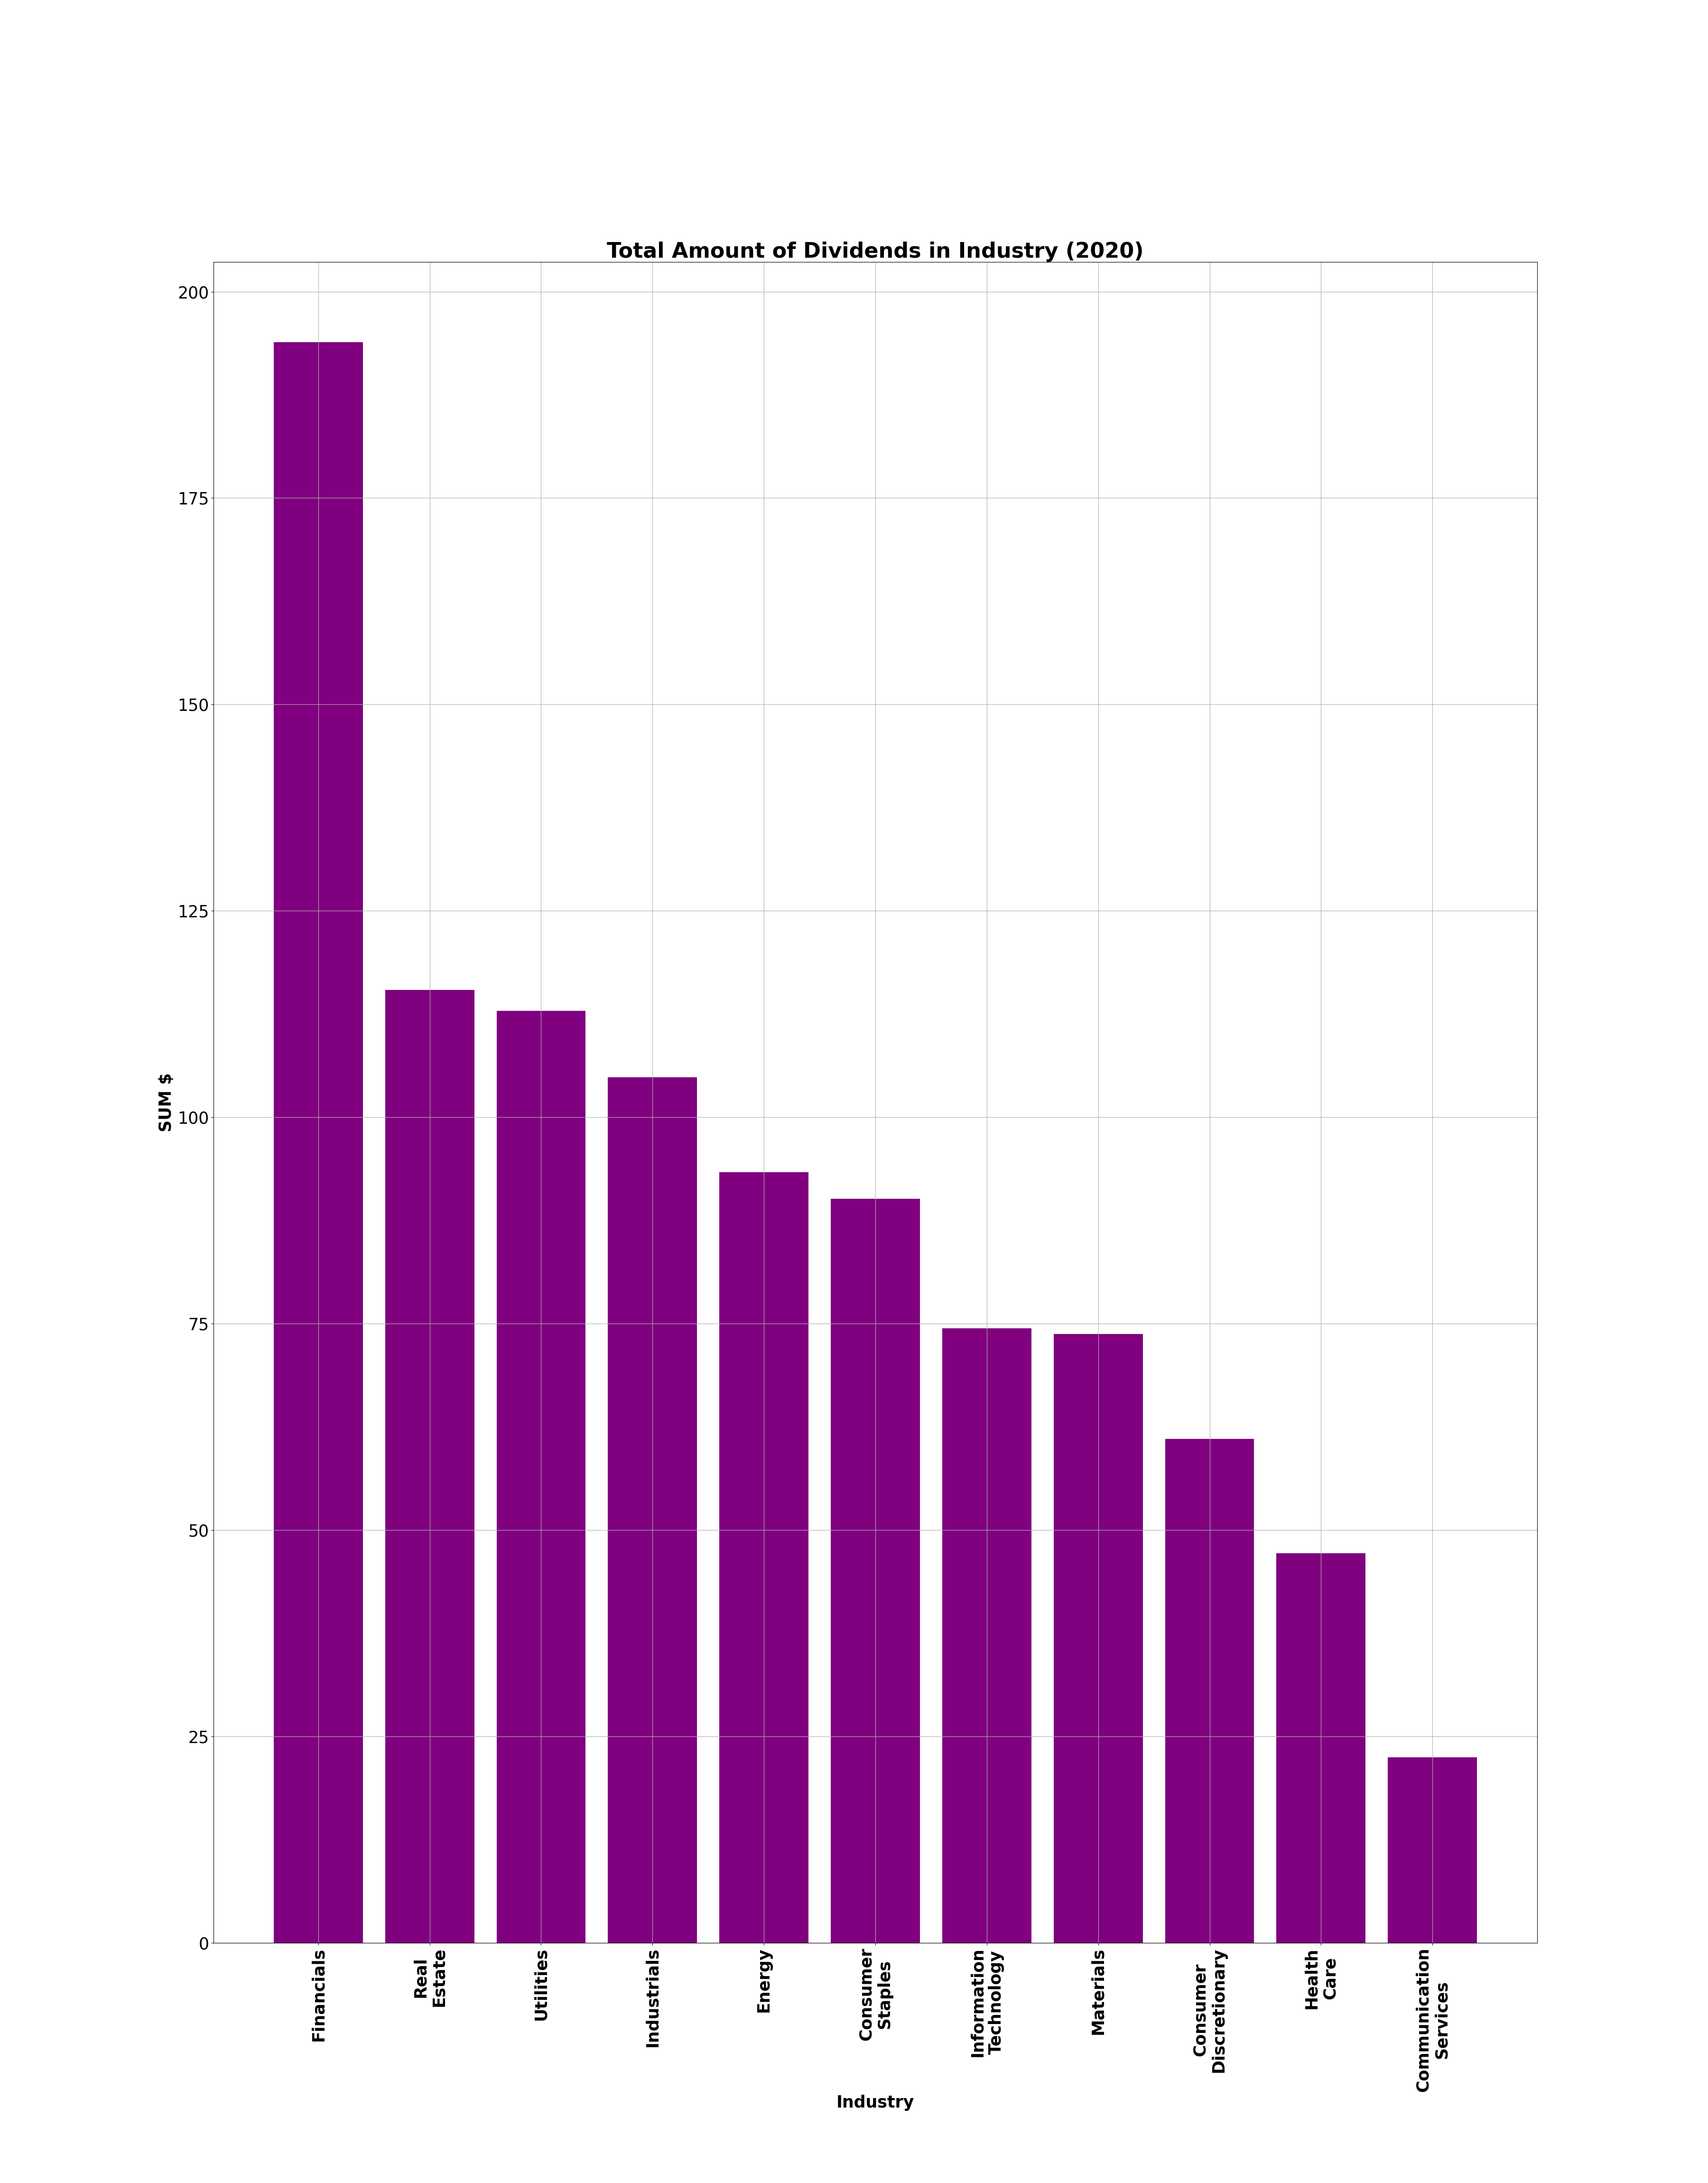 Total Amount of Dividends in Industry (2020)
SUM $
200
175
150
125
100
75
50
25
0
Financials
Real
Estate
Utilities
Industrials
Energy
Consumer
Staples
Information
Technology
Materials
Consumer
Discretionary
Health
Care
Communication
Services
Industry